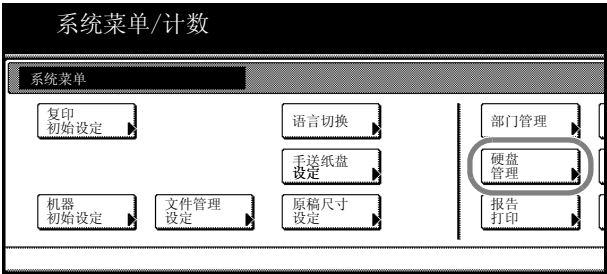 系统菜单/计数
系统菜单
复印
初始设定
语言切换
部门管理
手送纸盘
设定
硬盘
管理
机器
初始设定
文件管理
设定
原稿尺寸
设定
报告
打印